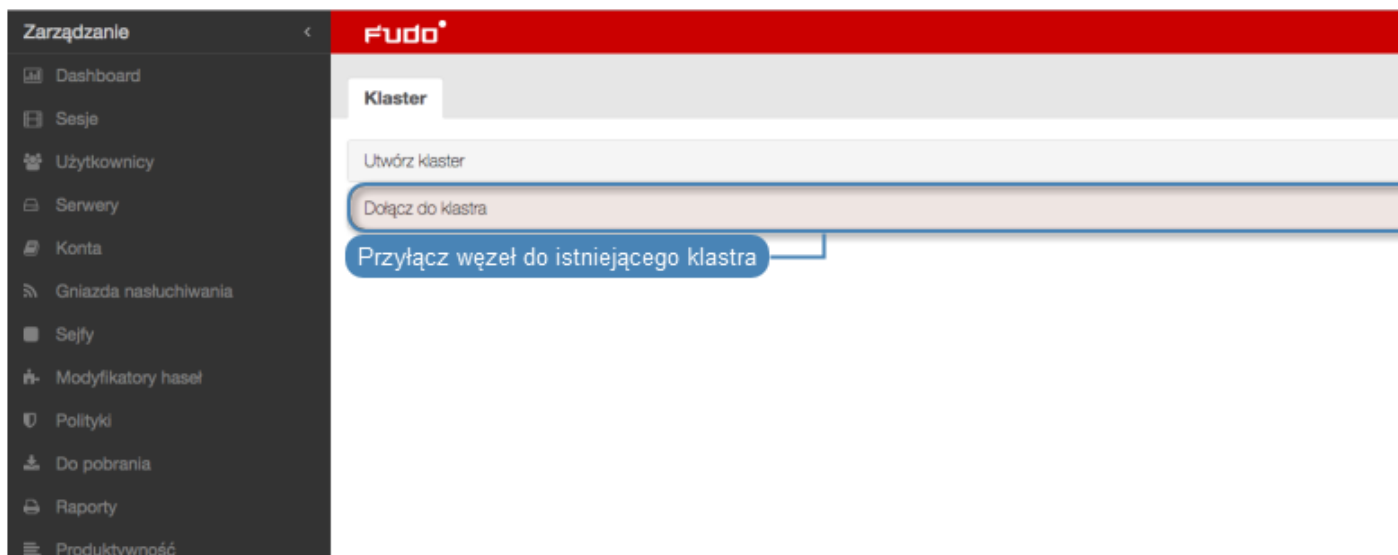 Zarządzanie
Dashboard
Sesje
Użytkownicy
Serwery
Konta
Gniazda nasłuchiwania
Sejfy
Modyfikatory haseł
Polityki
Do pobrania
Raporty
Produktywność
FUDO
Klaster
Utwórz klaster
Dołącz do klastra
Przyłącz węzeł do istniejącego klastra